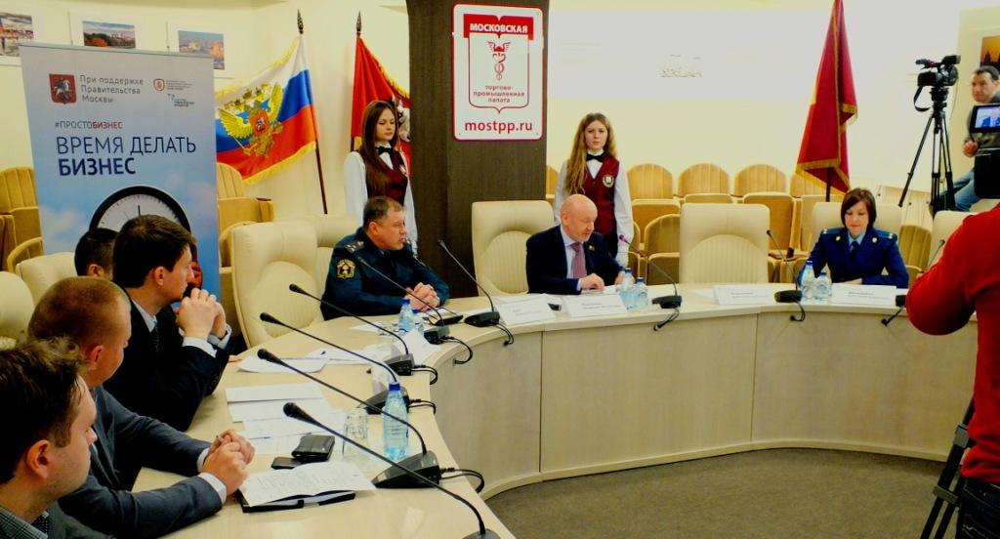 При поддержке
Правительства
Москвы
#ПРОСТОБИЗНЕС
ВРЕМЯ ДЕЛАТЬ
БИЗНЕС
МОСКОВСКАЯ
торгово-
промышленная
палата
mostpp.ru